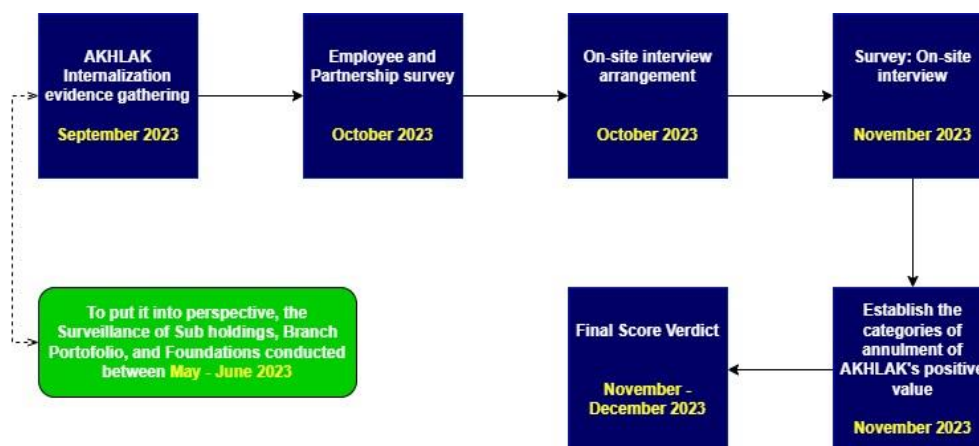 AKHLAK
Internalization
evidence gathering
September 2023
Employee and
Partnership survey
October 2023
On-site interview
arrangement
October 2023
Survey: On-site
interview
November 2023
To put it into perspective, the
Surveillance of Sub holdings, Branch
Portofolio, and Foundations conducted
between May - June 2023
Final Score Verdict
November -
December 2023
Establish the
categories of
annulment of
AKHLAK's positive
value
November 2023